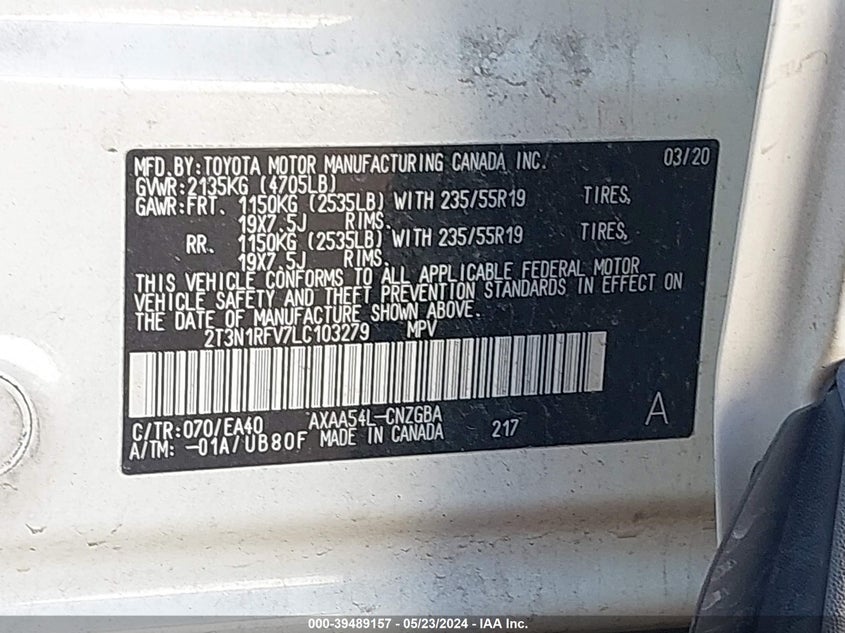 MFD.BY:TOYOTA MOTOR MANUFACTURING CANADA INC. 03/20
GVWR:2135KG (4705LB)
GAWR:FRT. 1150KG (2535LB) WITH 235/55R19 TIRES,
19X7.5J RIMS.
RR. 1150KG (2535LB) WITH 235/55R19 TIRES,
19X7.5J RIMS.
THIS VEHICLE CONFORMS TO ALL APPLICABLE FEDERAL MOTOR
VEHICLE SAFETY AND THEFT PREVENTION STANDARDS IN EFFECT ON
THE DATE OF MANUFACTURE SHOWN ABOVE.
2T3N1RFV7LC103279 MPV
C/TR:070/EA40 AXAA54L-CNZGBA A
A/TM: -01A/UB80F MADE IN CANADA 217
000-39489157 - 05/23/2024 - IAA Inc.